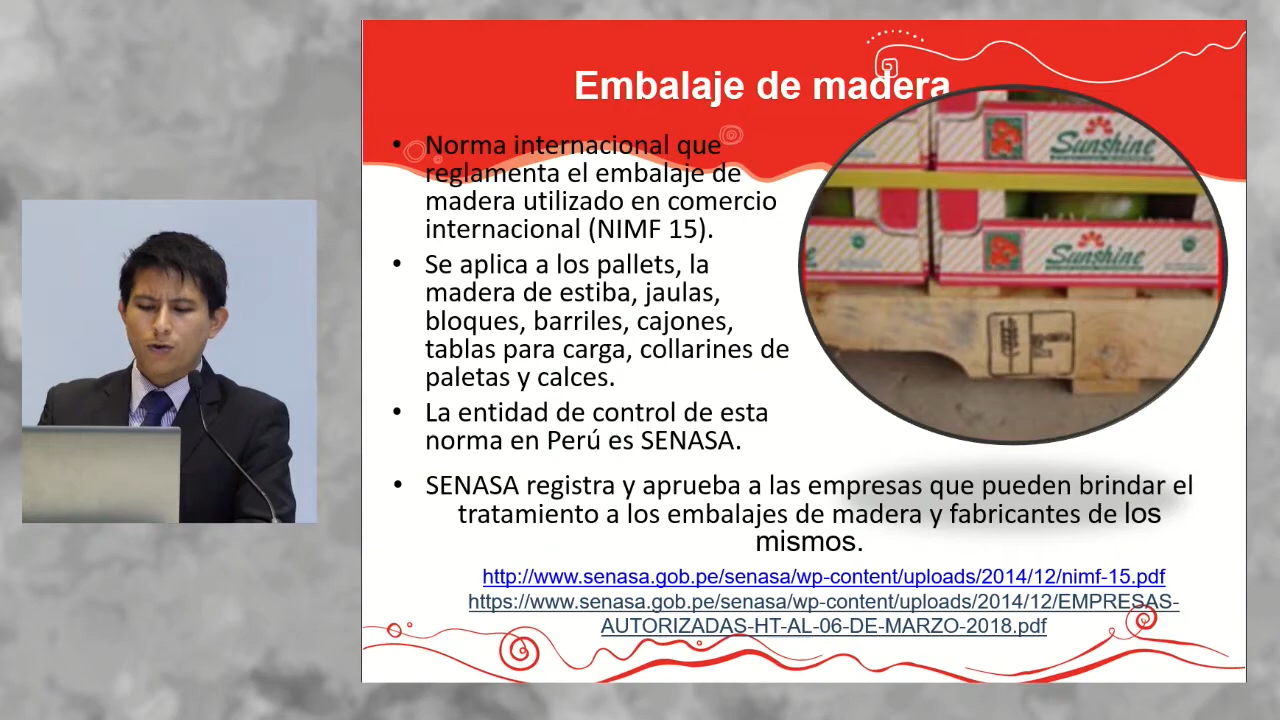 Embalaje de madera
• Norma internacional que
reglamenta el embalaje de
madera utilizado en comercio
internacional (NIMF 15).
• Se aplica a los pallets, la
madera de estiba, jaulas,
bloques, barriles, cajones,
tablas para carga, collarines de
paletas y calces.
• La entidad de control de esta
norma en Perú es SENASA.
• SENASA registra y aprueba a las empresas que pueden brindar el
tratamiento a los embalajes de madera y fabricantes de los
mismos.
http://www.senasa.gob.pe/senasa/wp-content/uploads/2014/12/nimf-15.pdf
https://www.senasa.gob.pe/senasa/wp-content/uploads/2014/12/EMPRESAS-
AUTORIZADAS-HT-AL-06-DE-MARZO-2018.pdf
Sunshine
Sunshine